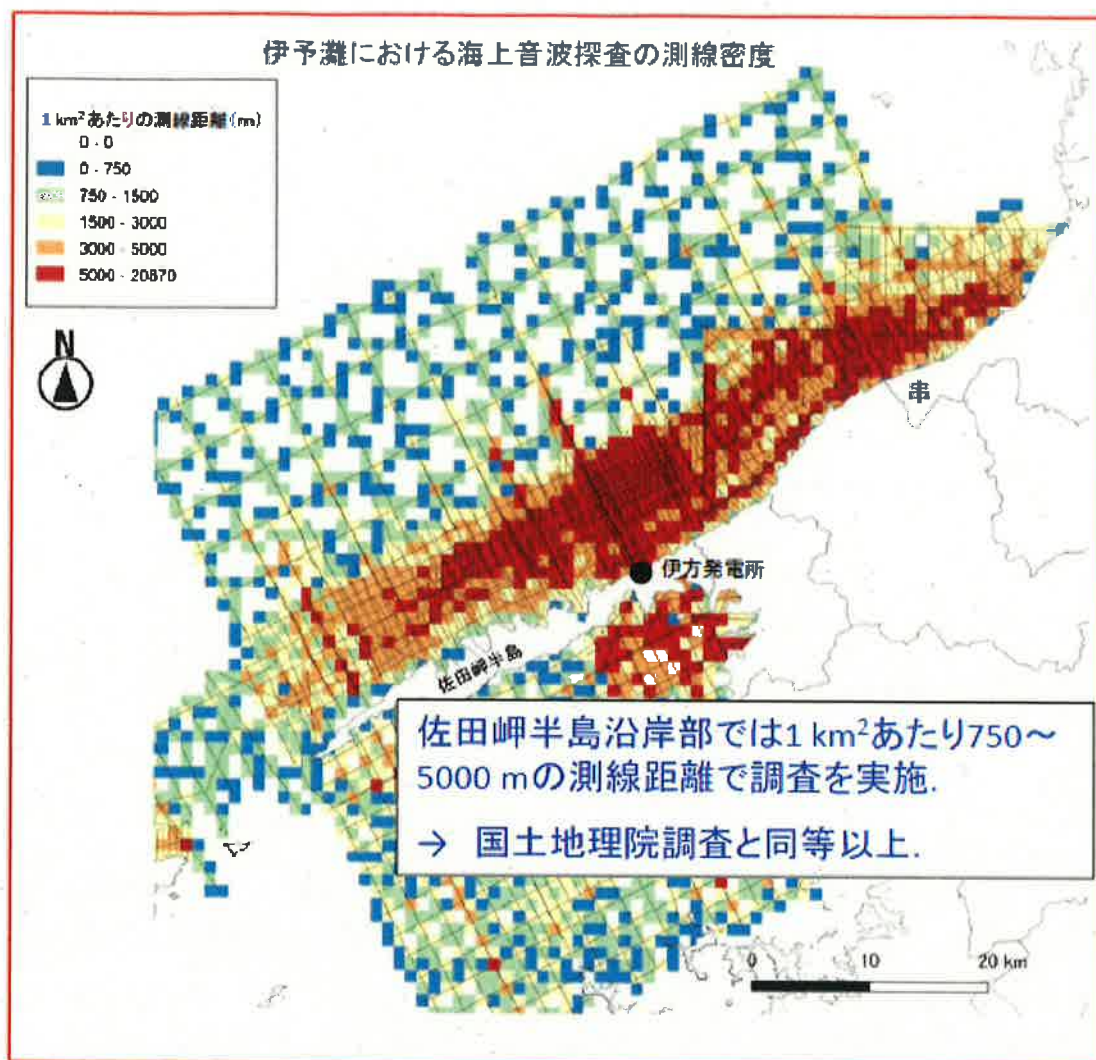 伊予灘における海上音波探査の測線密度
1 km²あたりの測線距離(m)
0 - 0
0 - 750
750 - 1500
1500 - 3000
3000 - 5000
5000 - 20870
N
串
伊方発電所
佐田岬半島
佐田岬半島沿岸部では1 km²あたり750～
5000 mの測線距離で調査を実施.
→ 国土地理院調査と同等以上.
0 10 20 km